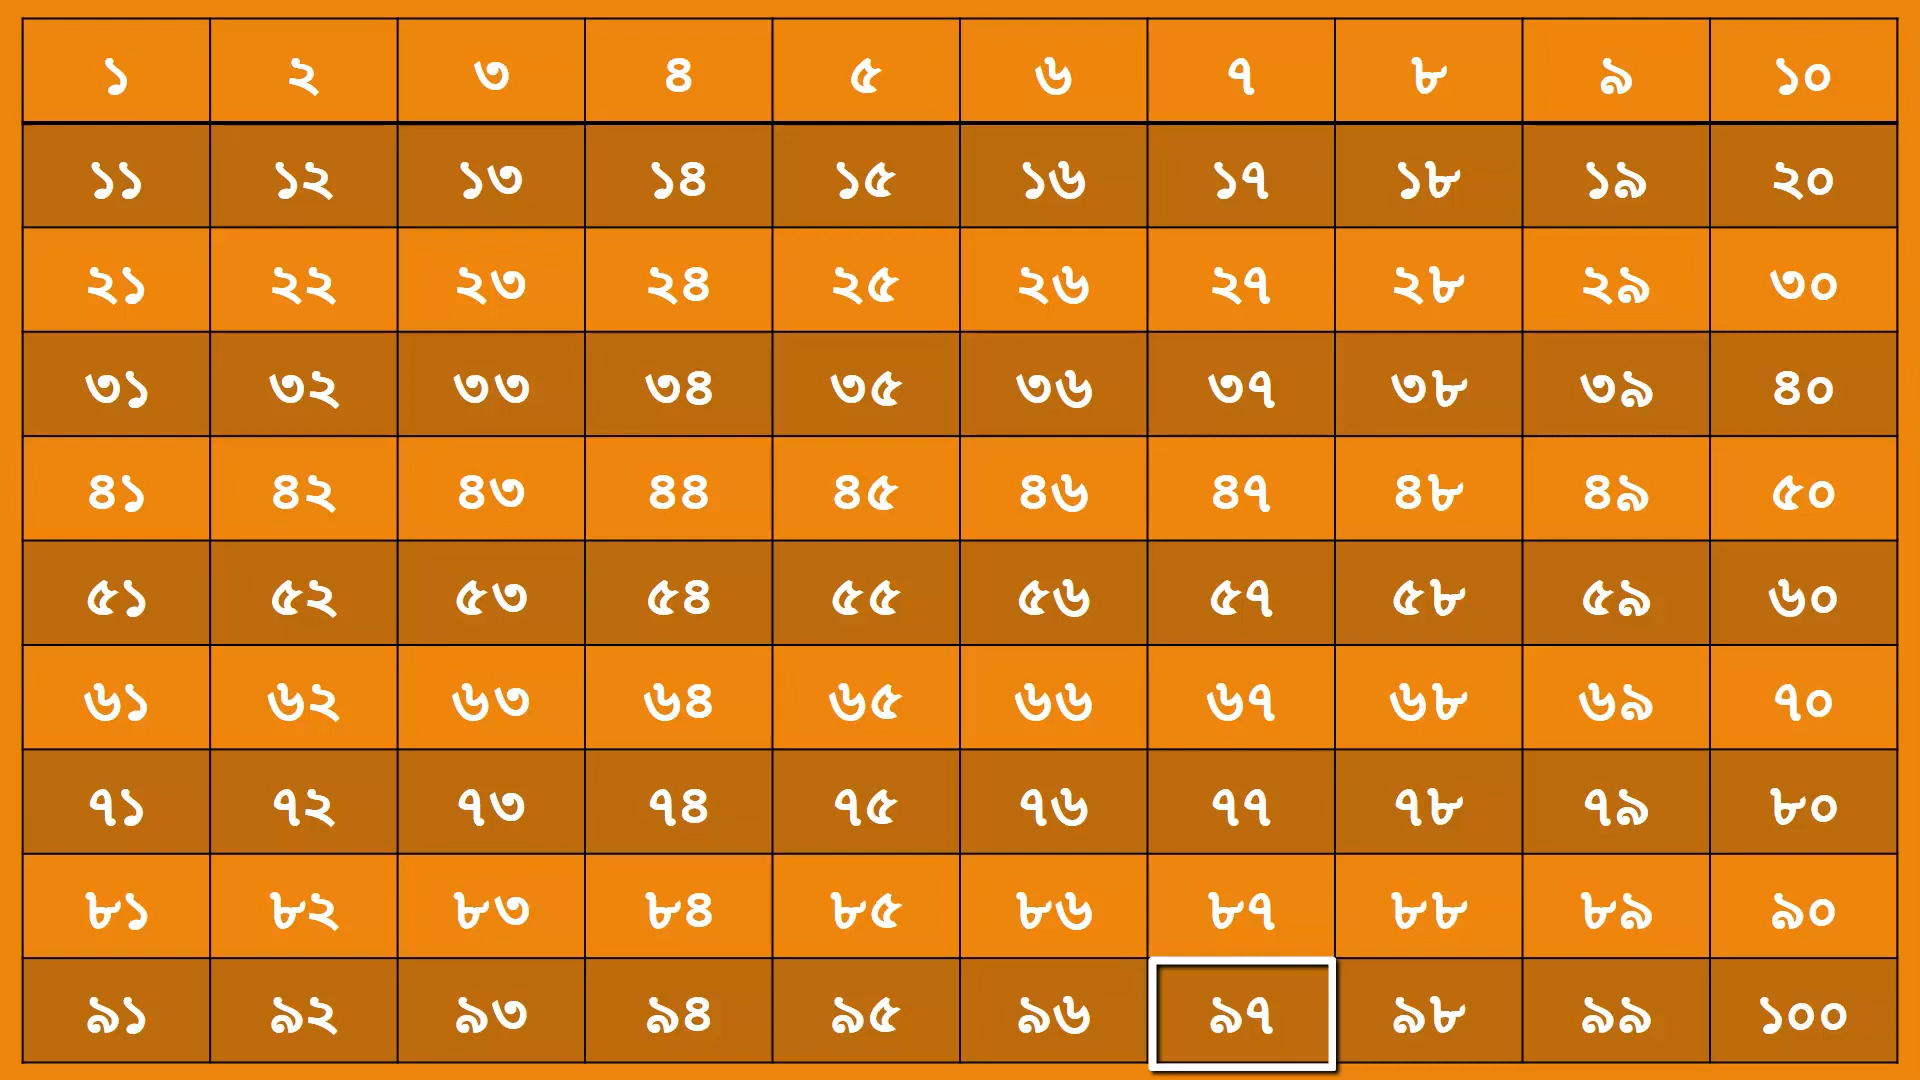 ১ ২ ৩ ৪ ৫ ৬ ৭ ৮ ৯ ১০
১১ ১২ ১৩ ১৪ ১৫ ১৬ ১৭ ১৮ ১৯ ২০
২১ ২২ ২৩ ২৪ ২৫ ২৬ ২৭ ২৮ ২৯ ৩০
৩১ ৩২ ৩৩ ৩৪ ৩৫ ৩৬ ৩৭ ৩৮ ৩৯ ৪০
৪১ ৪২ ৪৩ ৪৪ ৪৫ ৪৬ ৪৭ ৪৮ ৪৯ ৫০
৫১ ৫২ ৫৩ ৫৪ ৫৫ ৫৬ ৫৭ ৫৮ ৫৯ ৬০
৬১ ৬২ ৬৩ ৬৪ ৬৫ ৬৬ ৬৭ ৬৮ ৬৯ ৭০
৭১ ৭২ ৭৩ ৭৪ ৭৫ ৭৬ ৭৭ ৭৮ ৭৯ ৮০
৮১ ৮২ ৮৩ ৮৪ ৮৫ ৮৬ ৮৭ ৮৮ ৮৯ ৯০
৯১ ৯২ ৯৩ ৯৪ ৯৫ ৯৬ ৯৭ ৯৮ ৯৯ ১০০